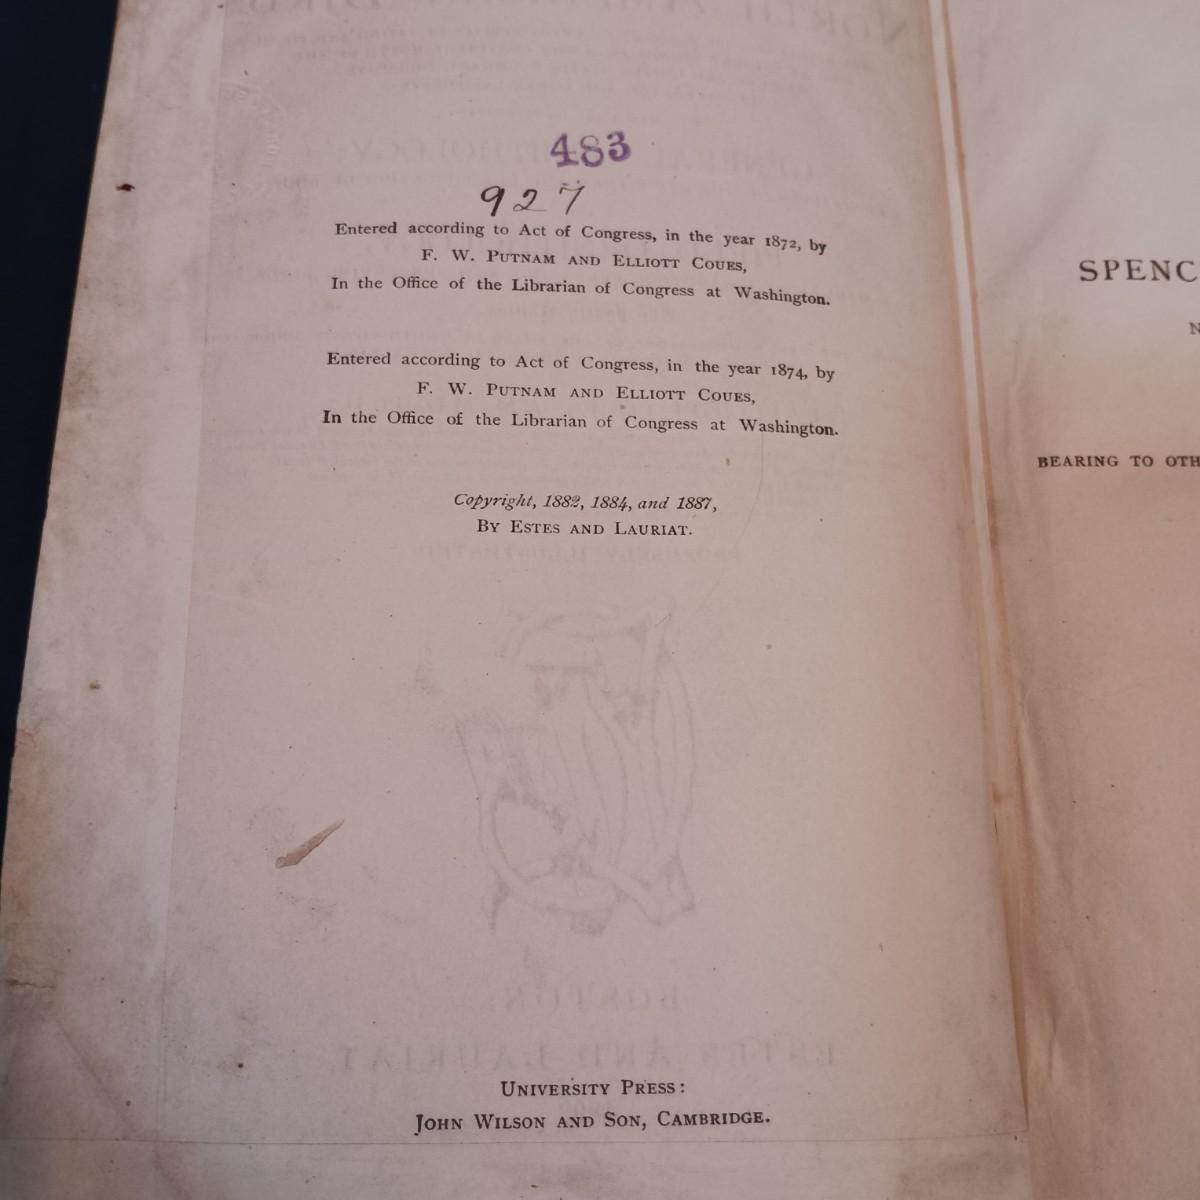 483
927
Entered according to Act of Congress, in the year 1872, by
F. W. PUTNAM AND ELLIOTT COUES,
In the Office of the Librarian of Congress at Washington.
Entered according to Act of Congress, in the year 1874, by
F. W. PUTNAM AND ELLIOTT COUES,
In the Office of the Librarian of Congress at Washington.
Copyright, 1882, 1884, and 1887,
BY ESTES AND LAURIAT.
UNIVERSITY PRESS:
JOHN WILSON AND SON, CAMBRIDGE.
SPENC
N
BEARING TO OTH